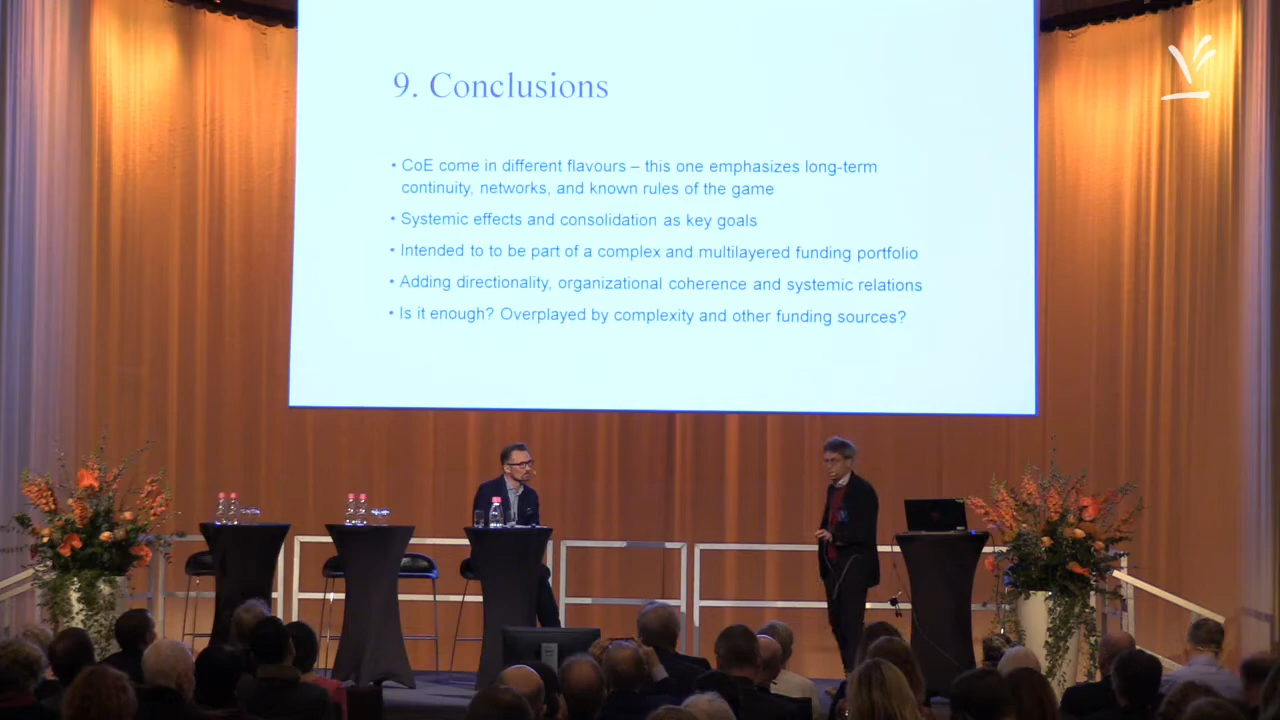 9. Conclusions
• CoE come in different flavours – this one emphasizes long-term
continuity, networks, and known rules of the game
• Systemic effects and consolidation as key goals
• Intended to to be part of a complex and multilayered funding portfolio
• Adding directionality, organizational coherence and systemic relations
• Is it enough? Overplayed by complexity and other funding sources?